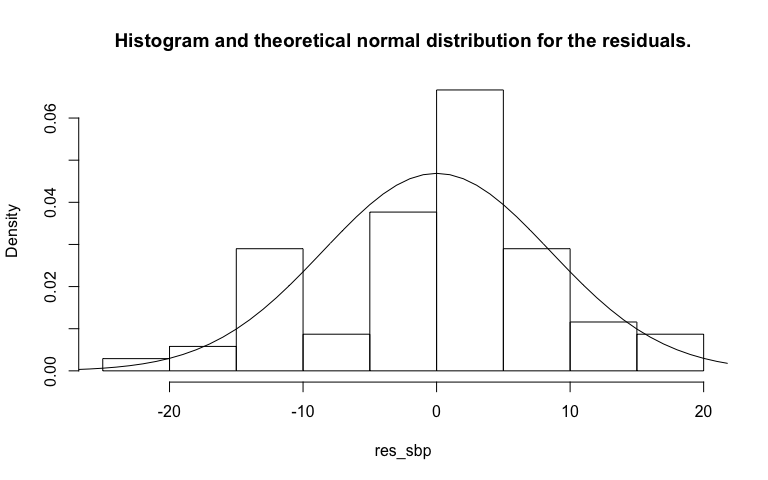 Histogram and theoretical normal distribution for the residuals.
Density
0.06
0.04
0.02
0.00
-20 -10 0 10 20
res_sbp